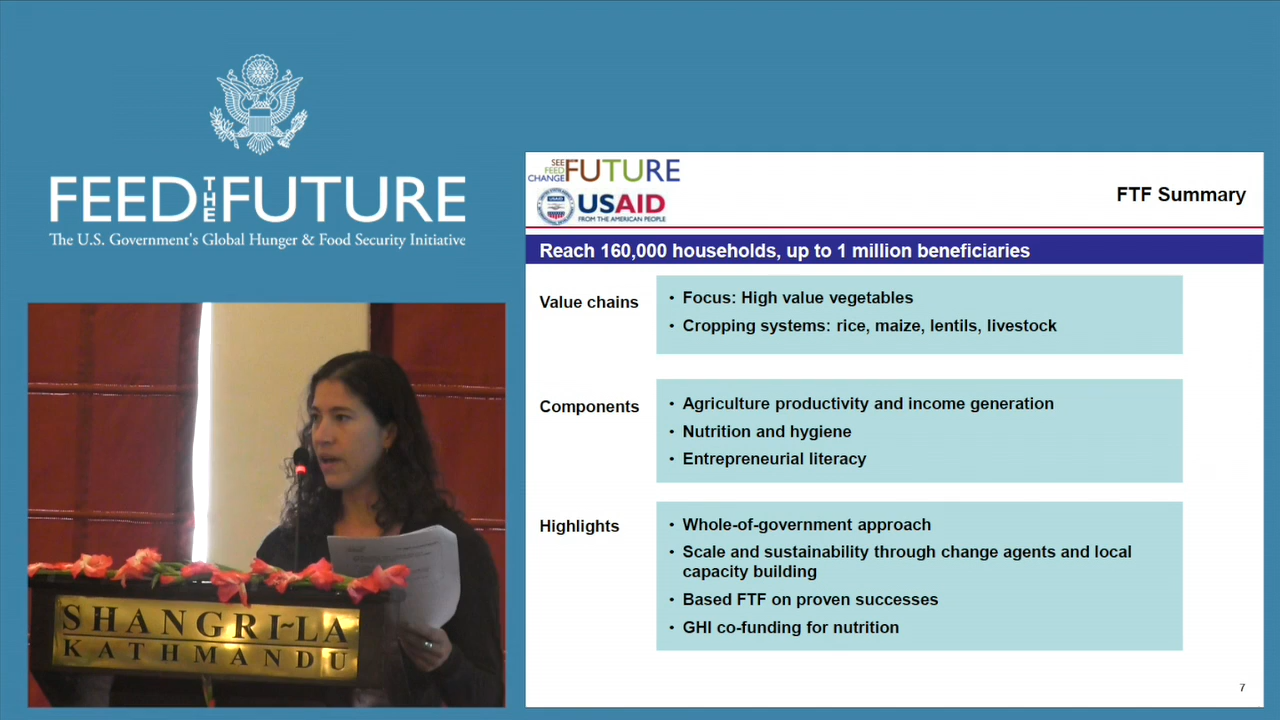 FEED THE FUTURE
The U.S. Government's Global Hunger & Food Security Initiative
SHANGRI~LA
KATHMANDU
SEE FEED CHANGE FUTURE
USAID
FROM THE AMERICAN PEOPLE
FTF Summary
Reach 160,000 households, up to 1 million beneficiaries
Value chains
• Focus: High value vegetables
• Cropping systems: rice, maize, lentils, livestock
Components
• Agriculture productivity and income generation
• Nutrition and hygiene
• Entrepreneurial literacy
Highlights
• Whole-of-government approach
• Scale and sustainability through change agents and local
capacity building
• Based FTF on proven successes
• GHI co-funding for nutrition
7